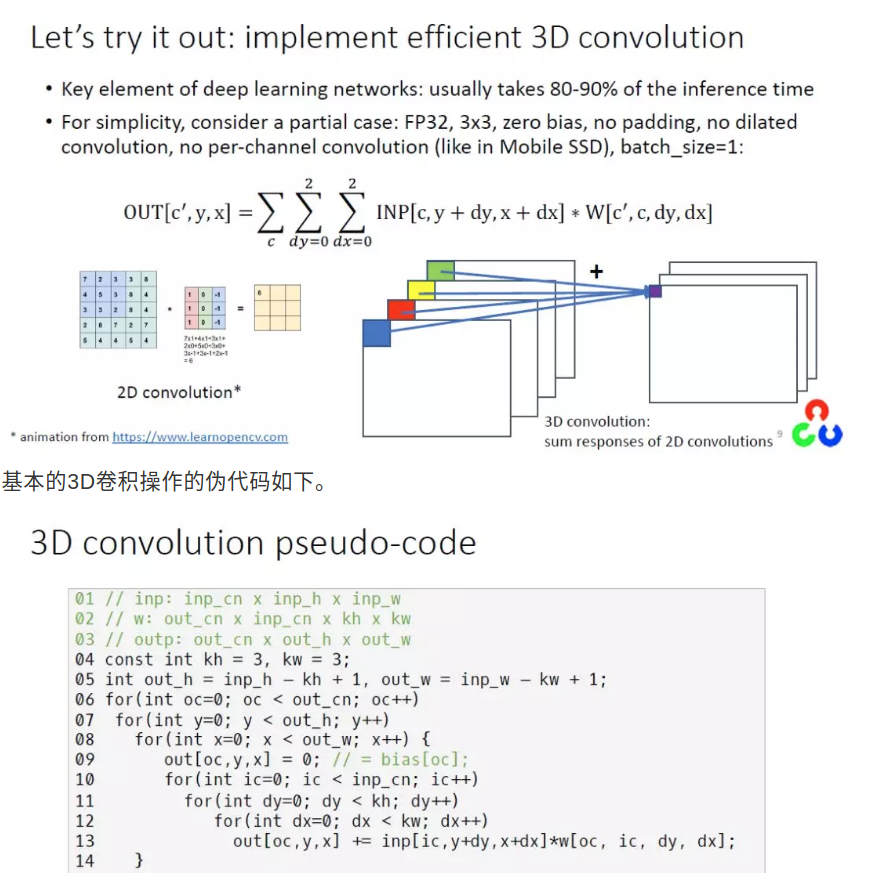 Let's try it out: implement efficient 3D convolution
• Key element of deep learning networks: usually takes 80-90% of the inference time
• For simplicity, consider a partial case: FP32, 3x3, zero bias, no padding, no dilated
convolution, no per-channel convolution (like in Mobile SSD), batch_size=1:
OUT[c′, y, x] = ∑_c ∑_{dy=0}^{2} ∑_{dx=0}^{2} INP[c, y + dy, x + dx] ∗ W[c′, c, dy, dx]
+
7 2 3 3 8
4 5 3 8 4
3 3 2 8 4
2 8 7 2 7
5 4 4 5 4
*
1 0 -1
1 0 -1
1 0 -1
=
6
7x1+4x1+3x1+
2x0+5x0+3x0+
3x-1+3x-1+2x-1
= 6
2D convolution*
3D convolution:
sum responses of 2D convolutions
9
* animation from https://www.learnopencv.com
基本的3D卷积操作的伪代码如下。
3D convolution pseudo-code
01 // inp: inp_cn x inp_h x inp_w
02 // w: out_cn x inp_cn x kh x kw
03 // outp: out_cn x out_h x out_w
04 const int kh = 3, kw = 3;
05 int out_h = inp_h – kh + 1, out_w = inp_w – kw + 1;
06 for(int oc=0; oc < out_cn; oc++)
07 for(int y=0; y < out_h; y++)
08 for(int x=0; x < out_w; x++) {
09 out[oc,y,x] = 0; // = bias[oc];
10 for(int ic=0; ic < inp_cn; ic++)
11 for(int dy=0; dy < kh; dy++)
12 for(int dx=0; dx < kw; dx++)
13 out[oc,y,x] += inp[ic,y+dy,x+dx]*w[oc, ic, dy, dx];
14 }